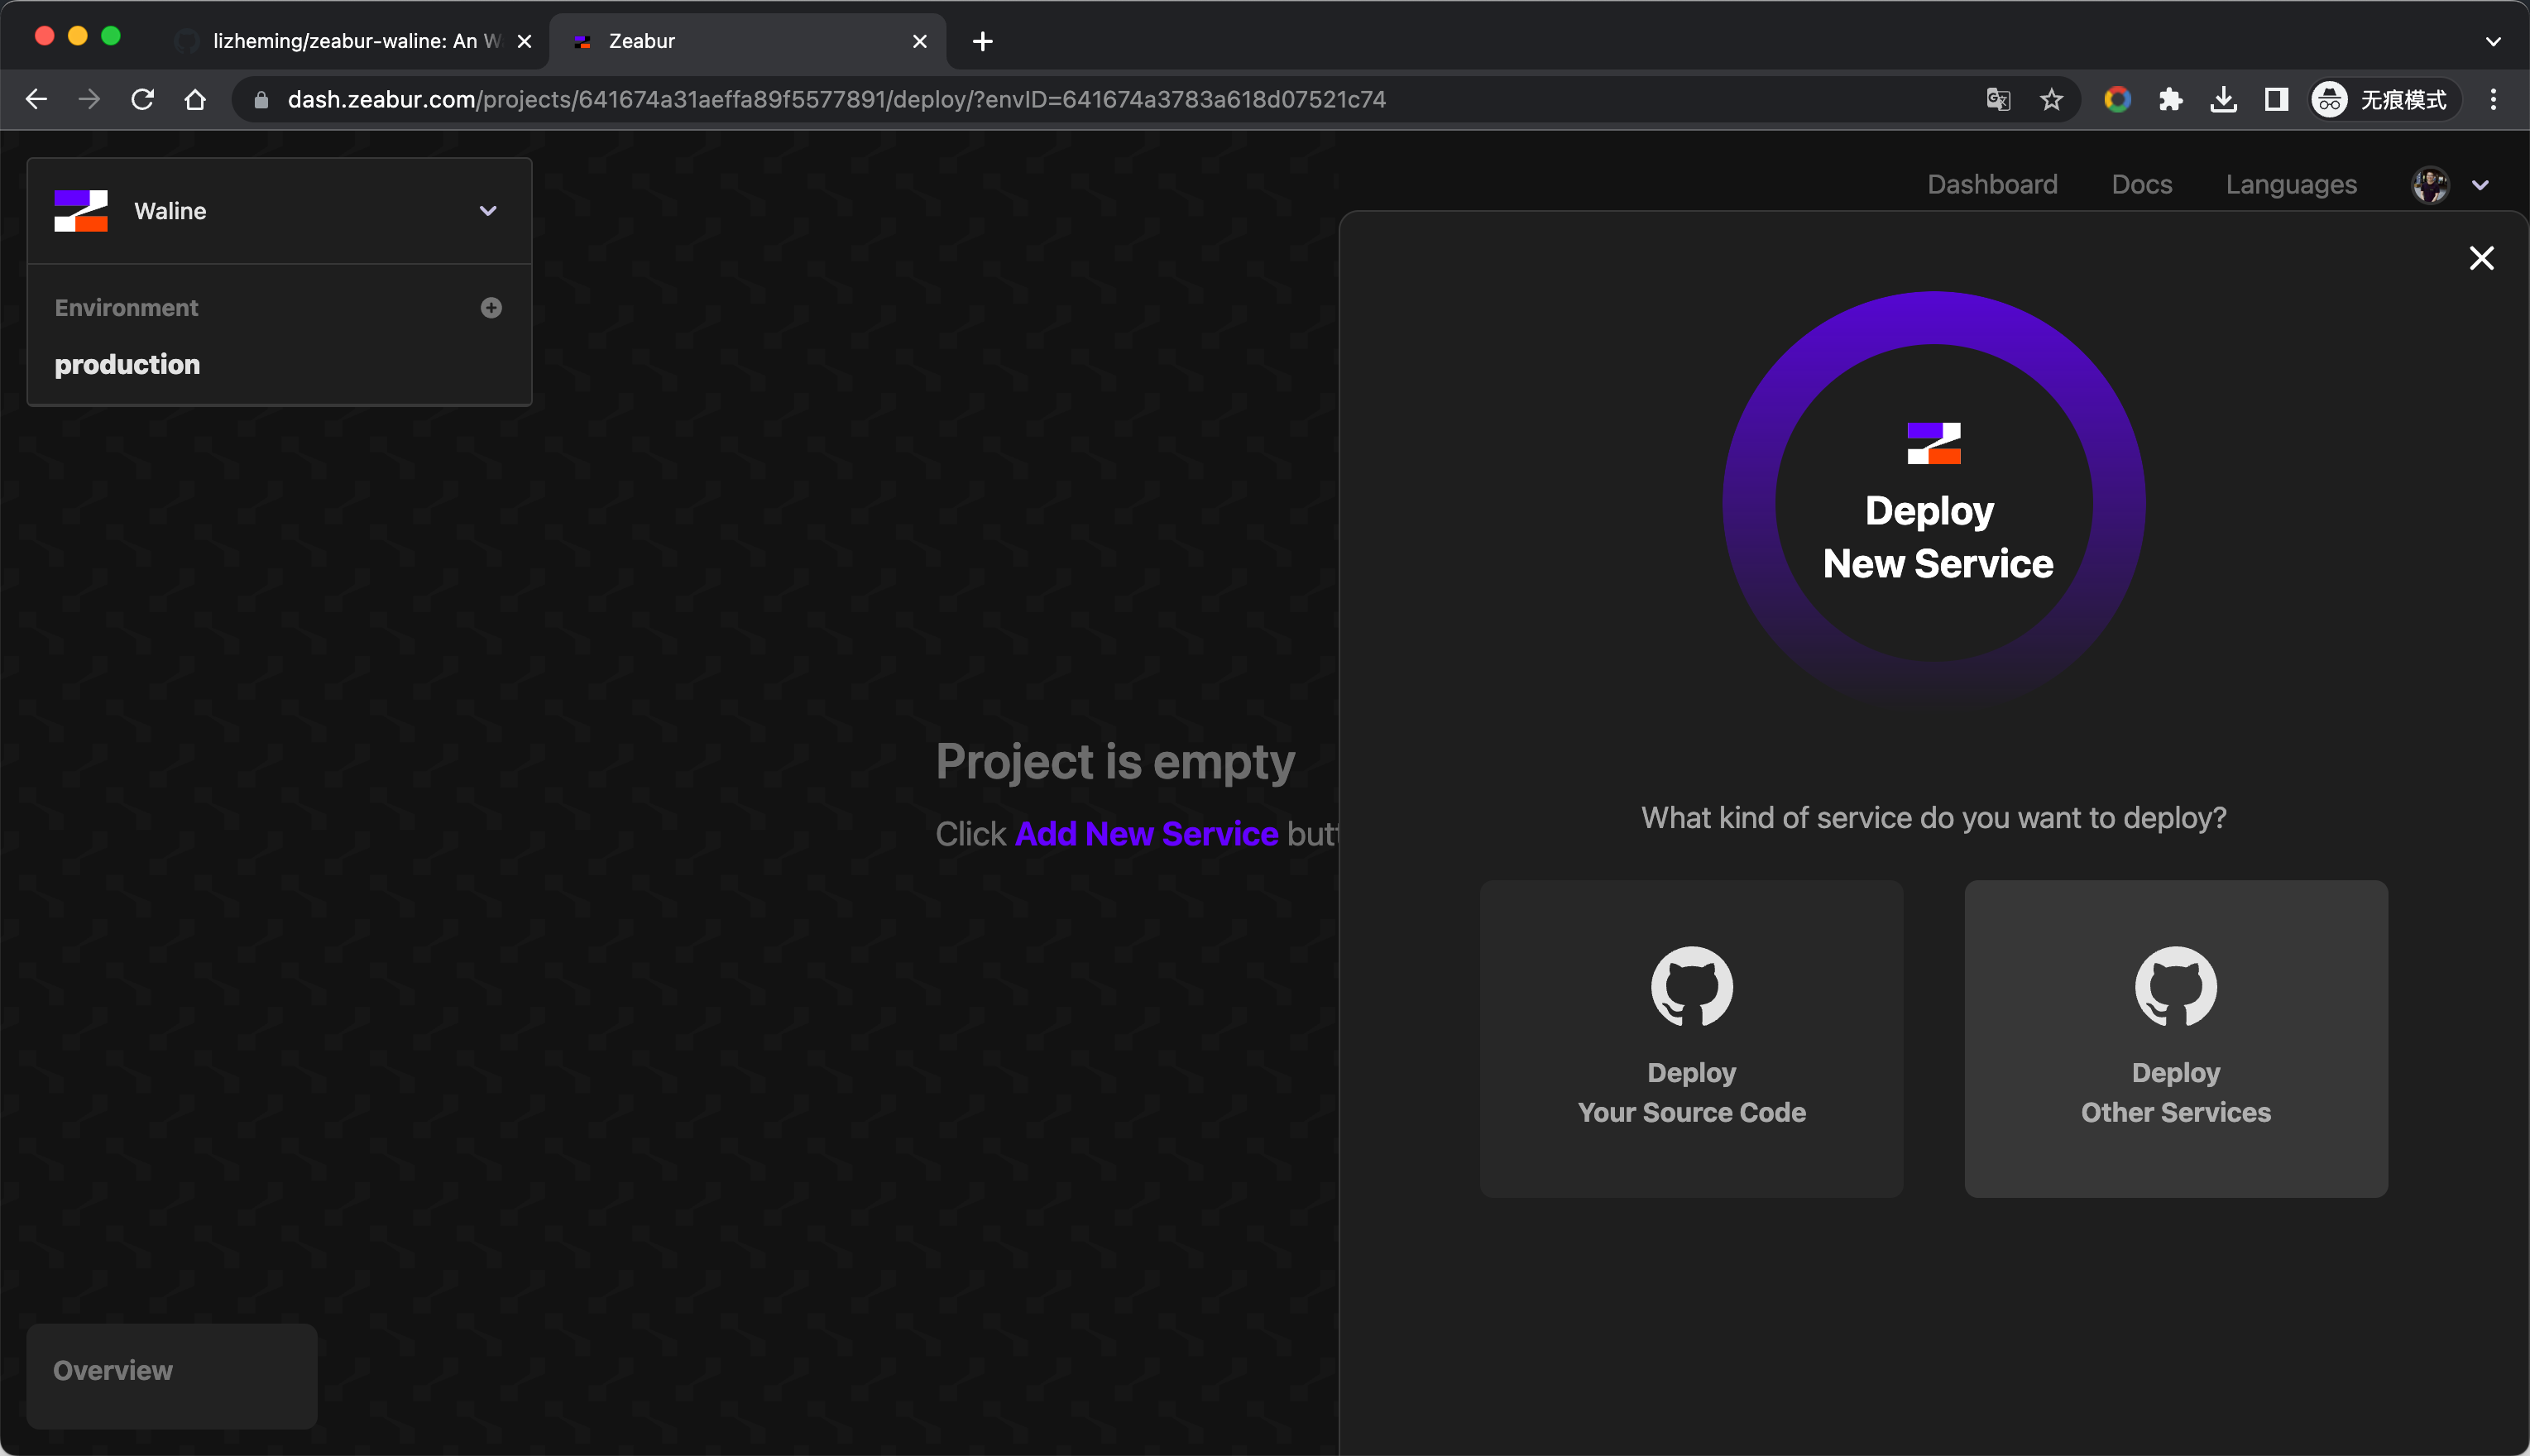 lizheming/zeabur-waline: An W
Zeabur
dash.zeabur.com/projects/641674a31aeffa89f5577891/deploy/?envID=641674a3783a618d07521c74
无痕模式
Waline
Dashboard
Docs
Languages
Environment
production
Deploy
New Service
Project is empty
Click Add New Service butt
What kind of service do you want to deploy?
Deploy
Your Source Code
Deploy
Other Services
Overview